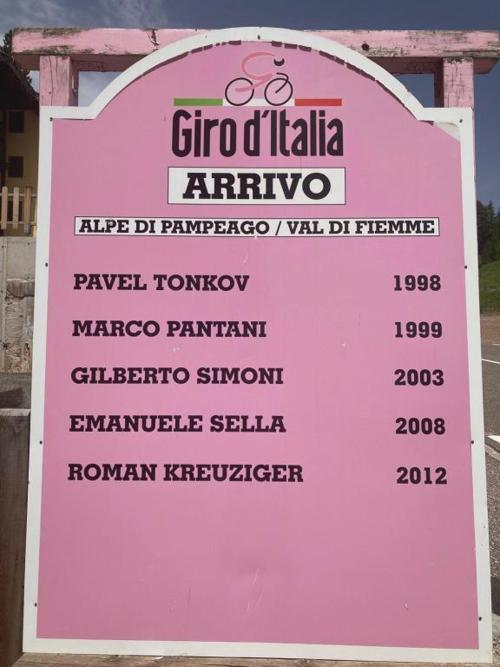 Giro d'Italia
ARRIVO
ALPE DI PAMPEAGO / VAL DI FIEMME
PAVEL TONKOV 1998
MARCO PANTANI 1999
GILBERTO SIMONI 2003
EMANUELE SELLA 2008
ROMAN KREUZIGER 2012